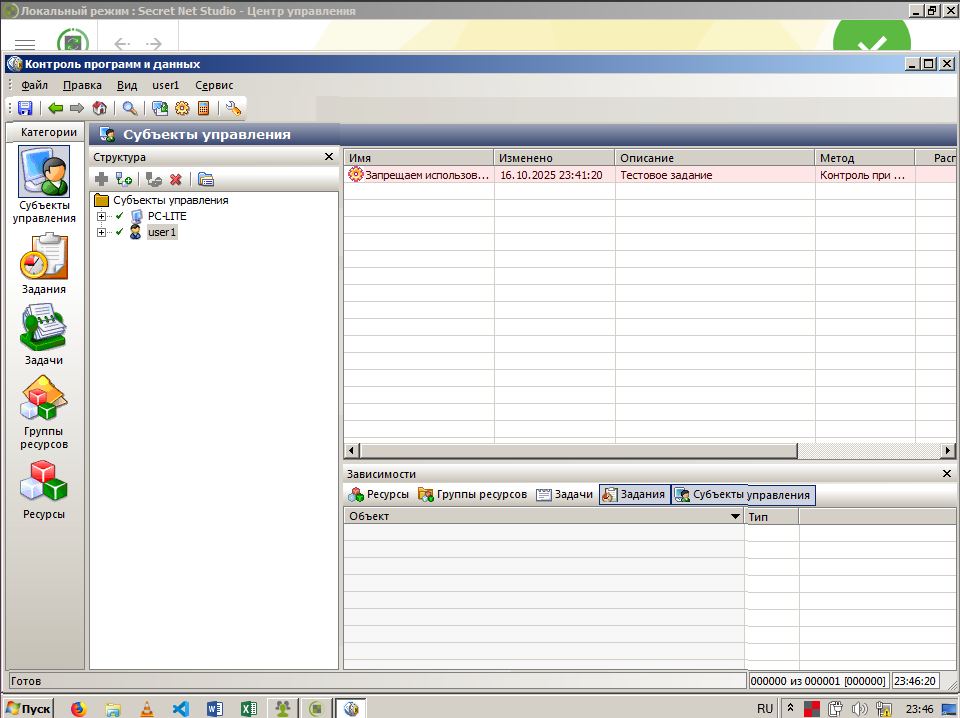 Локальный режим : Secret Net Studio - Центр управления
Контроль программ и данных
Файл Правка Вид user1 Сервис
Категории
Субъекты управления
Структура
Субъекты управления
PC-LITE
user1
Субъекты
управления
Задания
Задачи
Группы
ресурсов
Ресурсы
Имя Изменено Описание Метод Расп
Запрещаем использов... 16.10.2025 23:41:20 Тестовое задание Контроль при ...
Зависимости
Ресурсы Группы ресурсов Задачи Задания Субъекты управления
Объект Тип
Готов 000000 из 000001 [000000] 23:46:20
Пуск RU 23:46